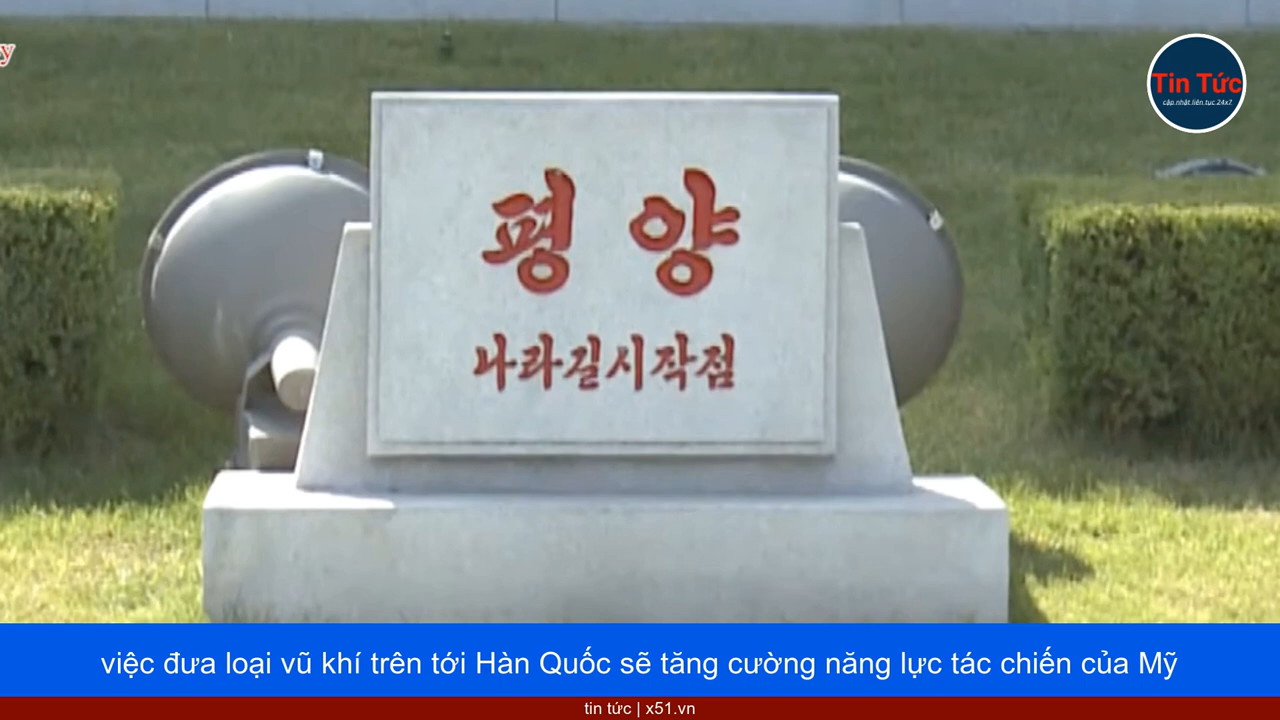 y
Tin Tức
cập.nhật.liên.tục.24x7
평양
나라길시작점
việc đưa loại vũ khí trên tới Hàn Quốc sẽ tăng cường năng lực tác chiến của Mỹ
tin tức | x51.vn